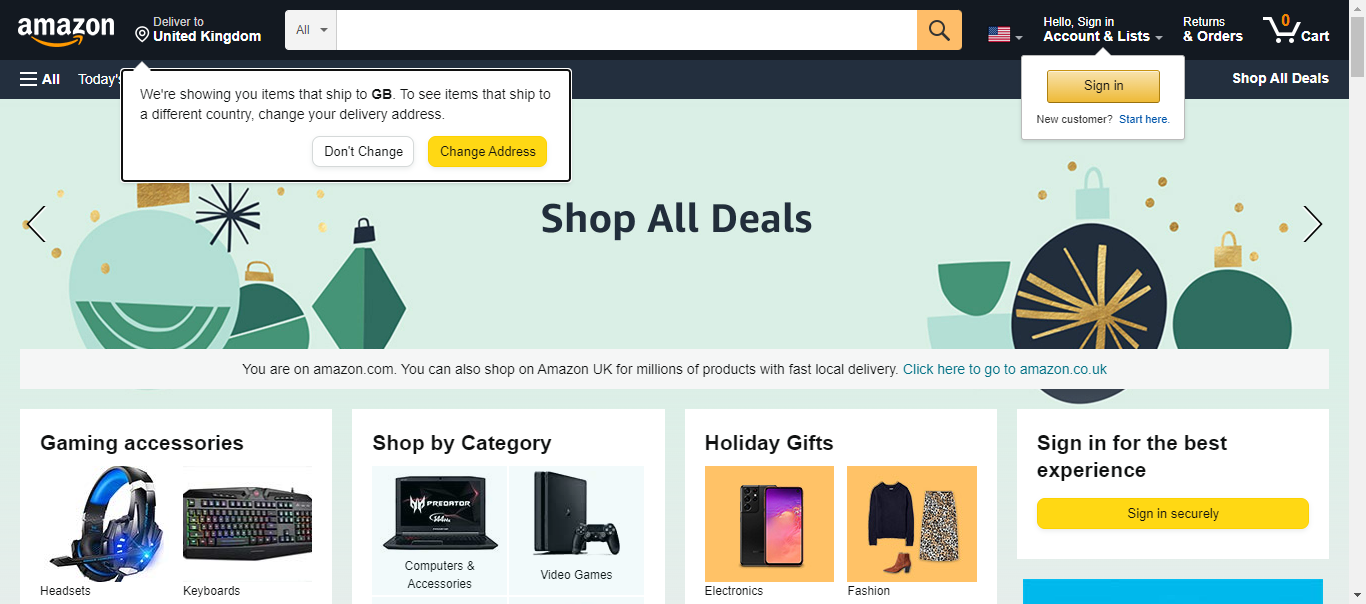 amazon
Deliver to
United Kingdom
All
Hello, Sign in
Account & Lists
Returns
& Orders
0
Cart
All
Today's
Shop All Deals
We're showing you items that ship to GB. To see items that ship to
a different country, change your delivery address.
Don't Change
Change Address
Sign in
New customer? Start here.
Shop All Deals
You are on amazon.com. You can also shop on Amazon UK for millions of products with fast local delivery. Click here to go to amazon.co.uk
Gaming accessories
Headsets
Keyboards
Shop by Category
PREDATOR
Computers &
Accessories
Video Games
Holiday Gifts
Electronics
Fashion
Sign in for the best
experience
Sign in securely